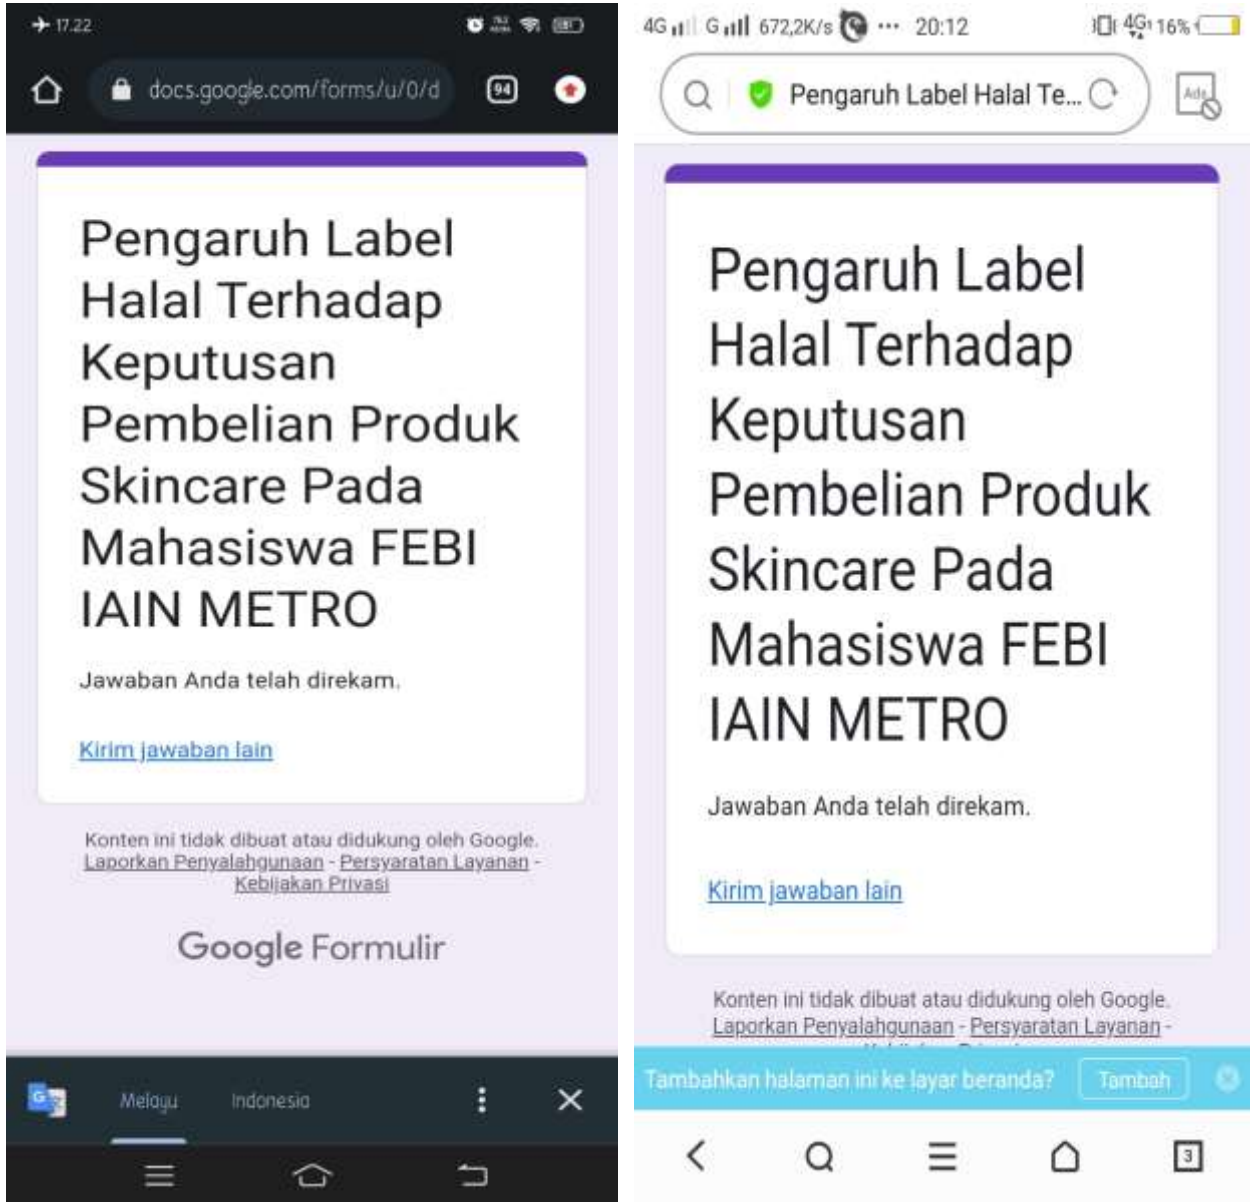 17.22
docs.google.com/forms/u/0/d
94
Pengaruh Label
Halal Terhadap
Keputusan
Pembelian Produk
Skincare Pada
Mahasiswa FEBI
IAIN METRO
Jawaban Anda telah direkam.
Kirim jawaban lain
Konten ini tidak dibuat atau didukung oleh Google.
Laporkan Penyalahgunaan - Persyaratan Layanan -
Kebijakan Privasi
Google Formulir
Melayu Indonesia
4G G 672,2K/s ... 20:12 4G 16%
Pengaruh Label Halal Te...
Ads
Pengaruh Label
Halal Terhadap
Keputusan
Pembelian Produk
Skincare Pada
Mahasiswa FEBI
IAIN METRO
Jawaban Anda telah direkam.
Kirim jawaban lain
Konten ini tidak dibuat atau didukung oleh Google.
Laporkan Penyalahgunaan - Persyaratan Layanan -
Tambahkan halaman ini ke layar beranda? Tambah
3